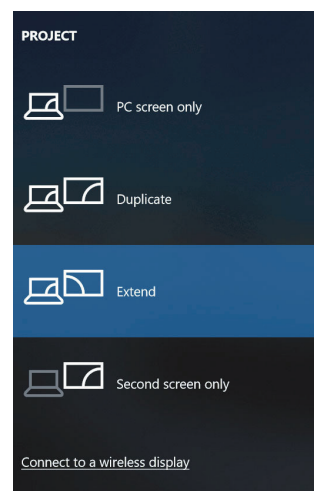 PROJECT
PC screen only
Duplicate
Extend
Second screen only
Connect to a wireless display